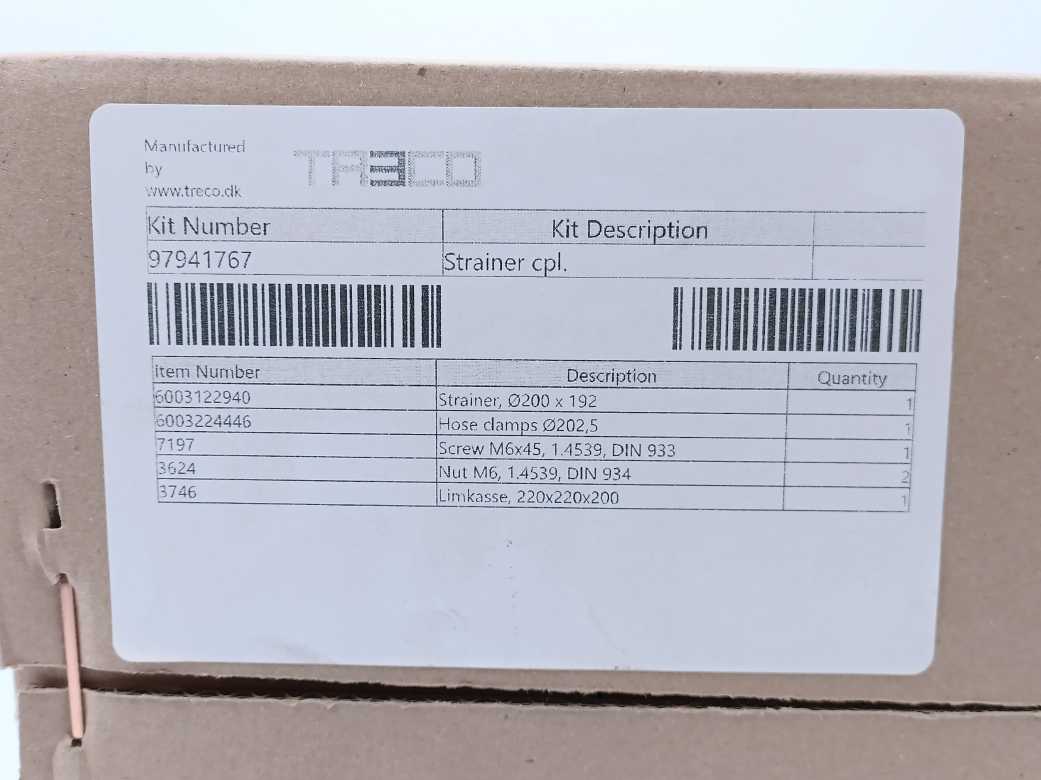 Manufactured
by
www.treco.dk
TRECO
Kit Number Kit Description
97941767 Strainer cpl.
Item Number Description Quantity
6003122940 Strainer, Ø200 x 192 1
6003224446 Hose clamps Ø202,5 1
7197 Screw M6x45, 1.4539, DIN 933 1
3624 Nut M6, 1.4539, DIN 934 2
3746 Limkasse, 220x220x200 1